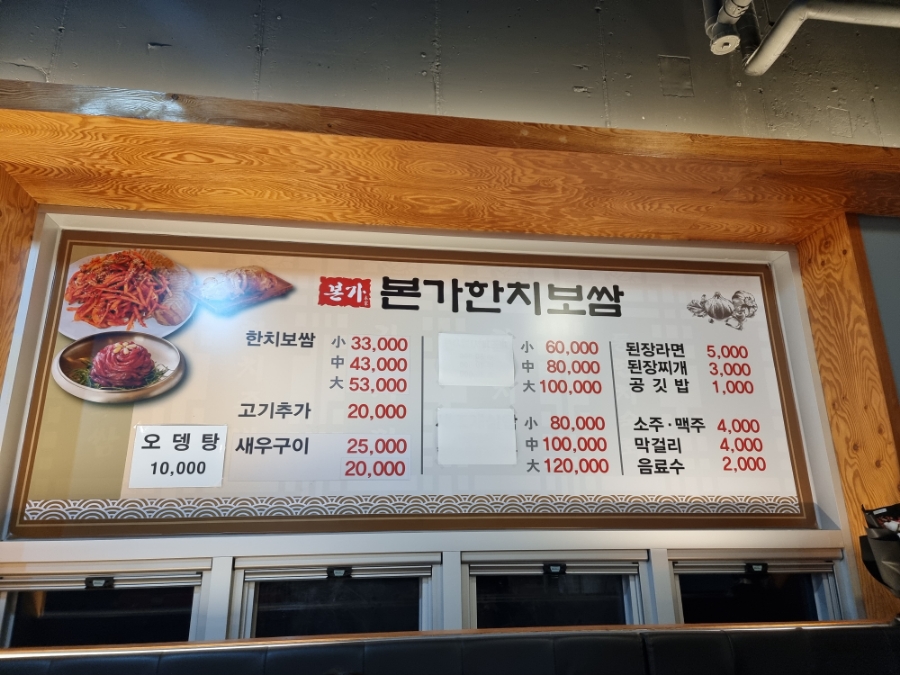 본가 본가한치보쌈
한치보쌈 小 33,000
中 43,000
大 53,000
고기추가 20,000
새우구이 25,000
20,000
오뎅탕
10,000
小 60,000
中 80,000
大 100,000
小 80,000
中 100,000
大 120,000
된장라면 5,000
된장찌개 3,000
공깃밥 1,000
소주·맥주 4,000
막걸리 4,000
음료수 2,000